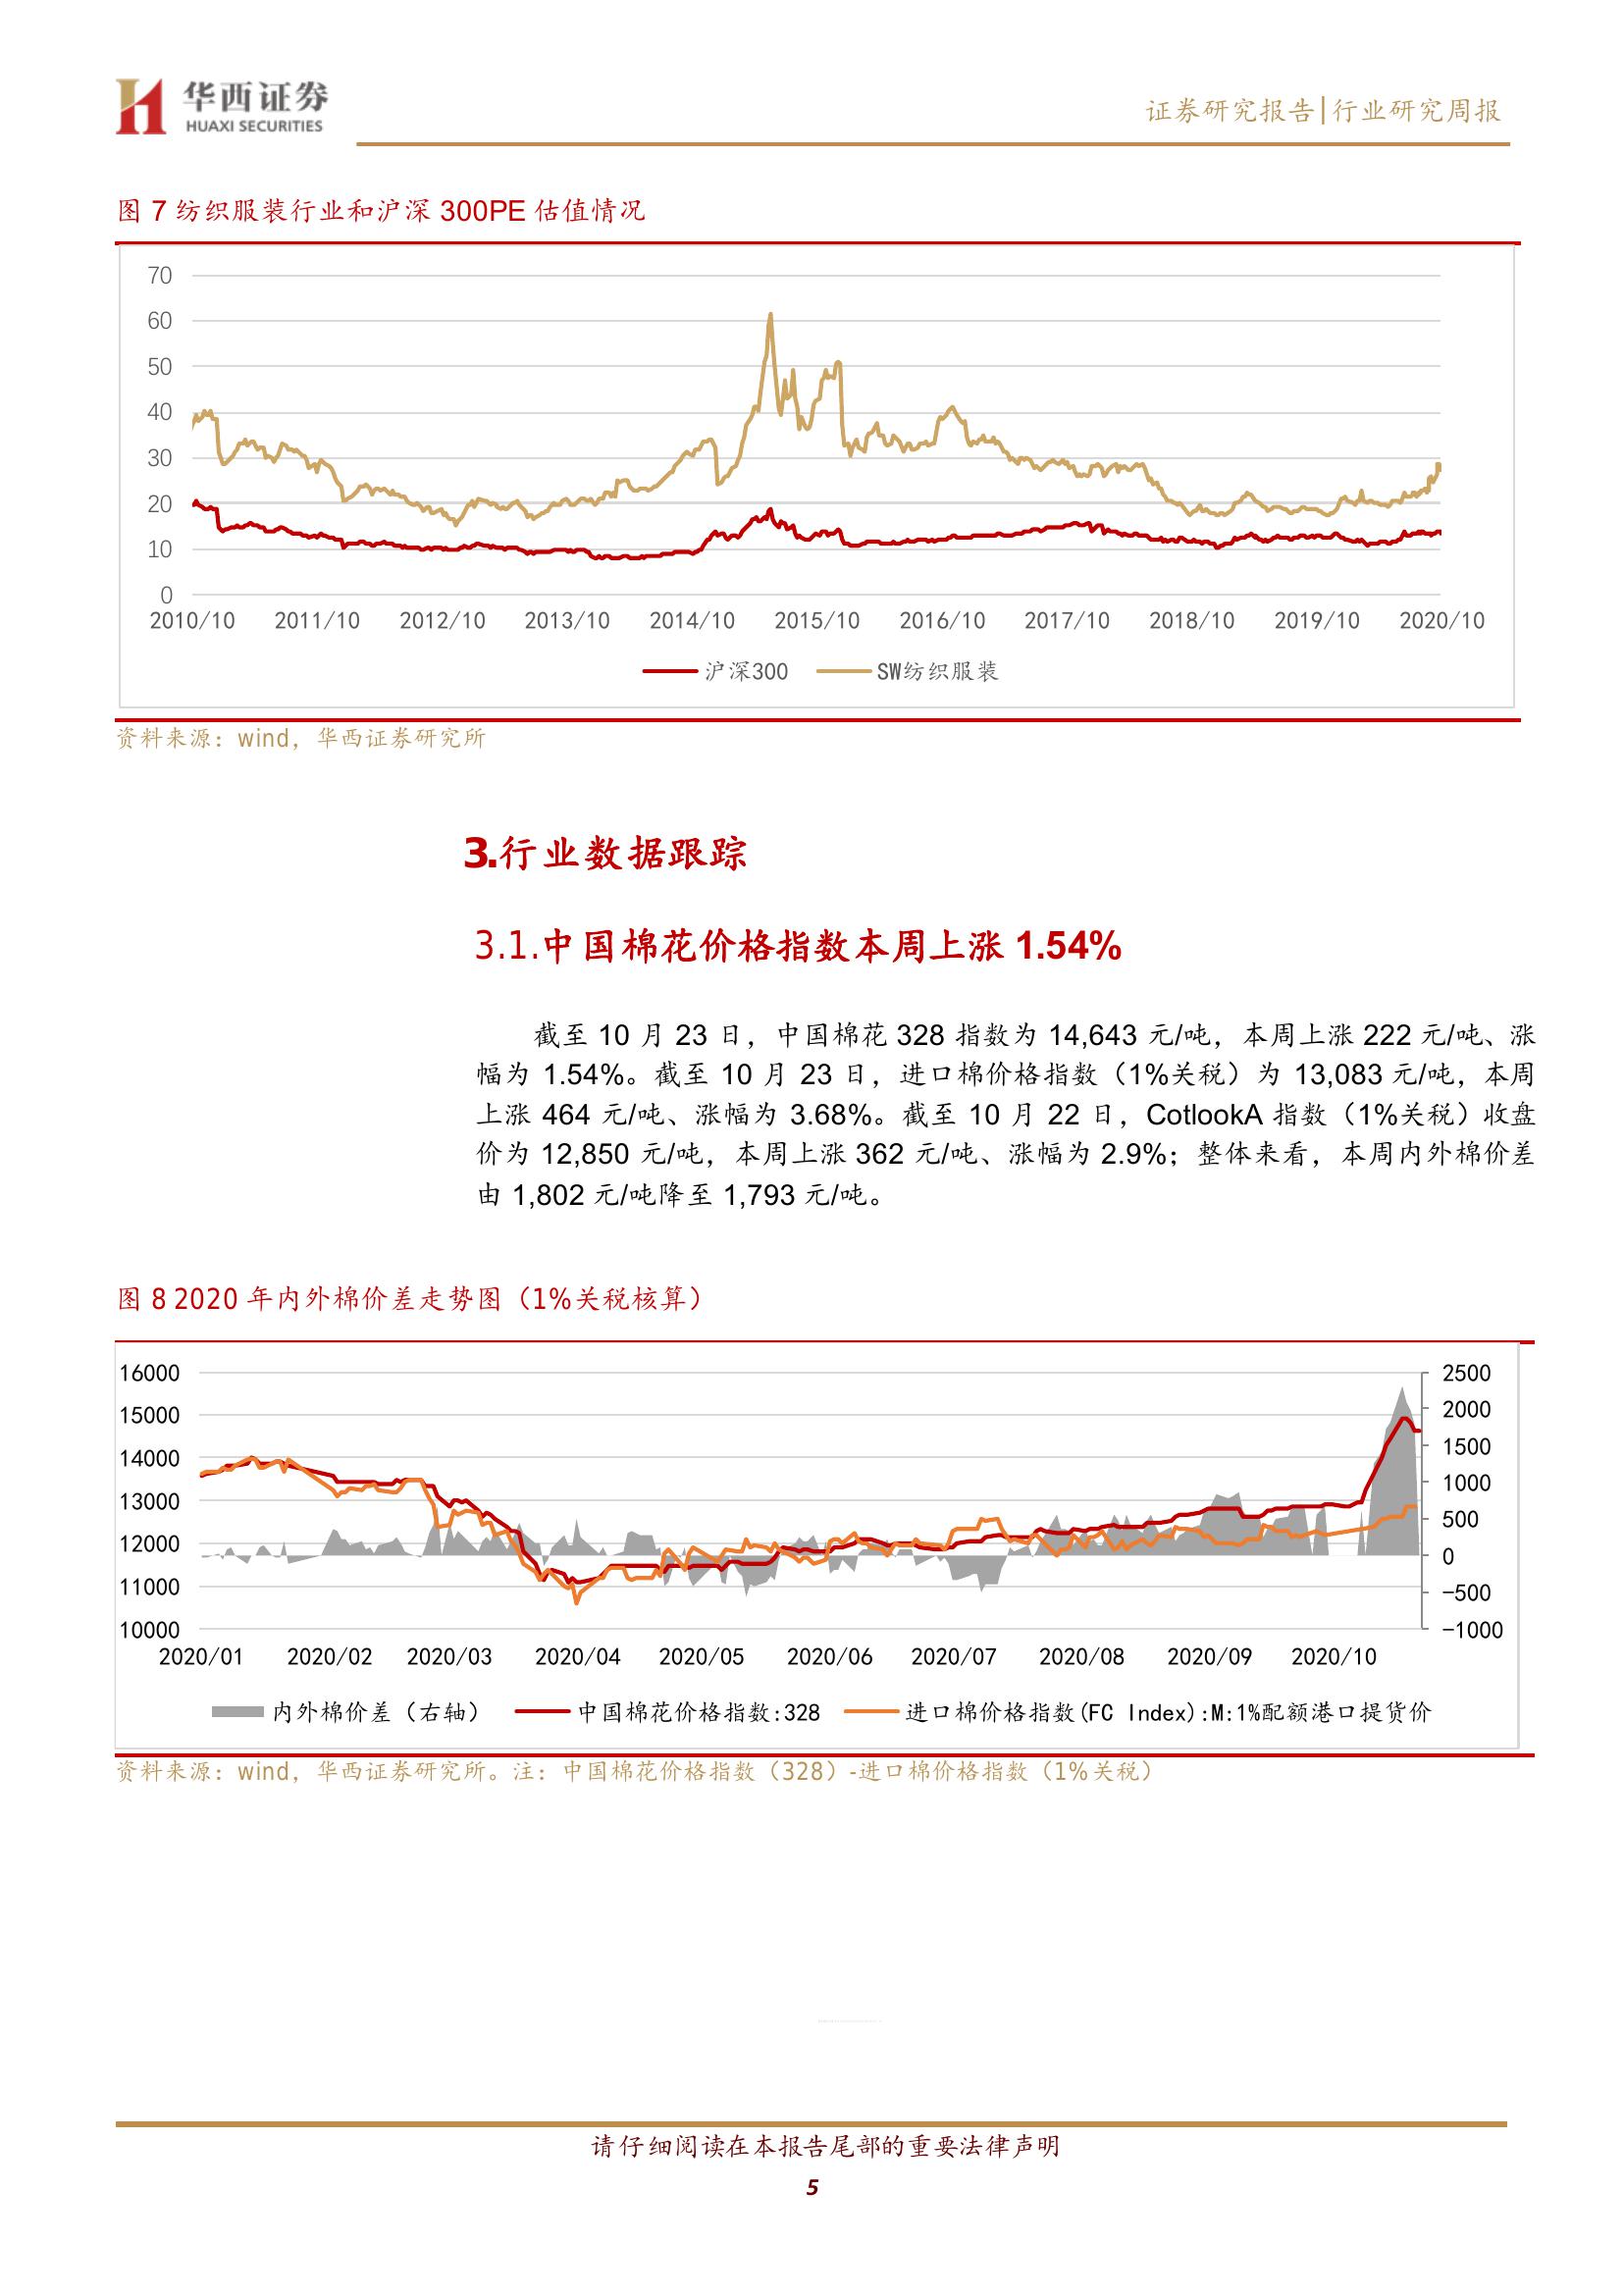 华西证券
HUAXI SECURITIES
证券研究报告|行业研究周报
图 7 纺织服装行业和沪深 300PE 估值情况
70
60
50
40
30
20
10
0
2010/10 2011/10 2012/10 2013/10 2014/10 2015/10 2016/10 2017/10 2018/10 2019/10 2020/10
沪深300 SW纺织服装
资料来源：wind，华西证券研究所
3.行业数据跟踪
3.1.中国棉花价格指数本周上涨 1.54%
截至 10 月 23 日，中国棉花 328 指数为 14,643 元/吨，本周上涨 222 元/吨、涨
幅为 1.54%。截至 10 月 23 日，进口棉价格指数（1%关税）为 13,083 元/吨，本周
上涨 464 元/吨、涨幅为 3.68%。截至 10 月 22 日，CotlookA 指数（1%关税）收盘
价为 12,850 元/吨，本周上涨 362 元/吨、涨幅为 2.9%；整体来看，本周内外棉价差
由 1,802 元/吨降至 1,793 元/吨。
图 8 2020 年内外棉价差走势图（1%关税核算）
16000 2500
15000 2000
14000 1500
13000 1000
12000 500
11000 0
10000 -500
-1000
2020/01 2020/02 2020/03 2020/04 2020/05 2020/06 2020/07 2020/08 2020/09 2020/10
内外棉价差（右轴） 中国棉花价格指数:328 进口棉价格指数(FC Index):M:1%配额港口提货价
资料来源：wind，华西证券研究所。注：中国棉花价格指数（328）-进口棉价格指数（1%关税）
请仔细阅读在本报告尾部的重要法律声明
5